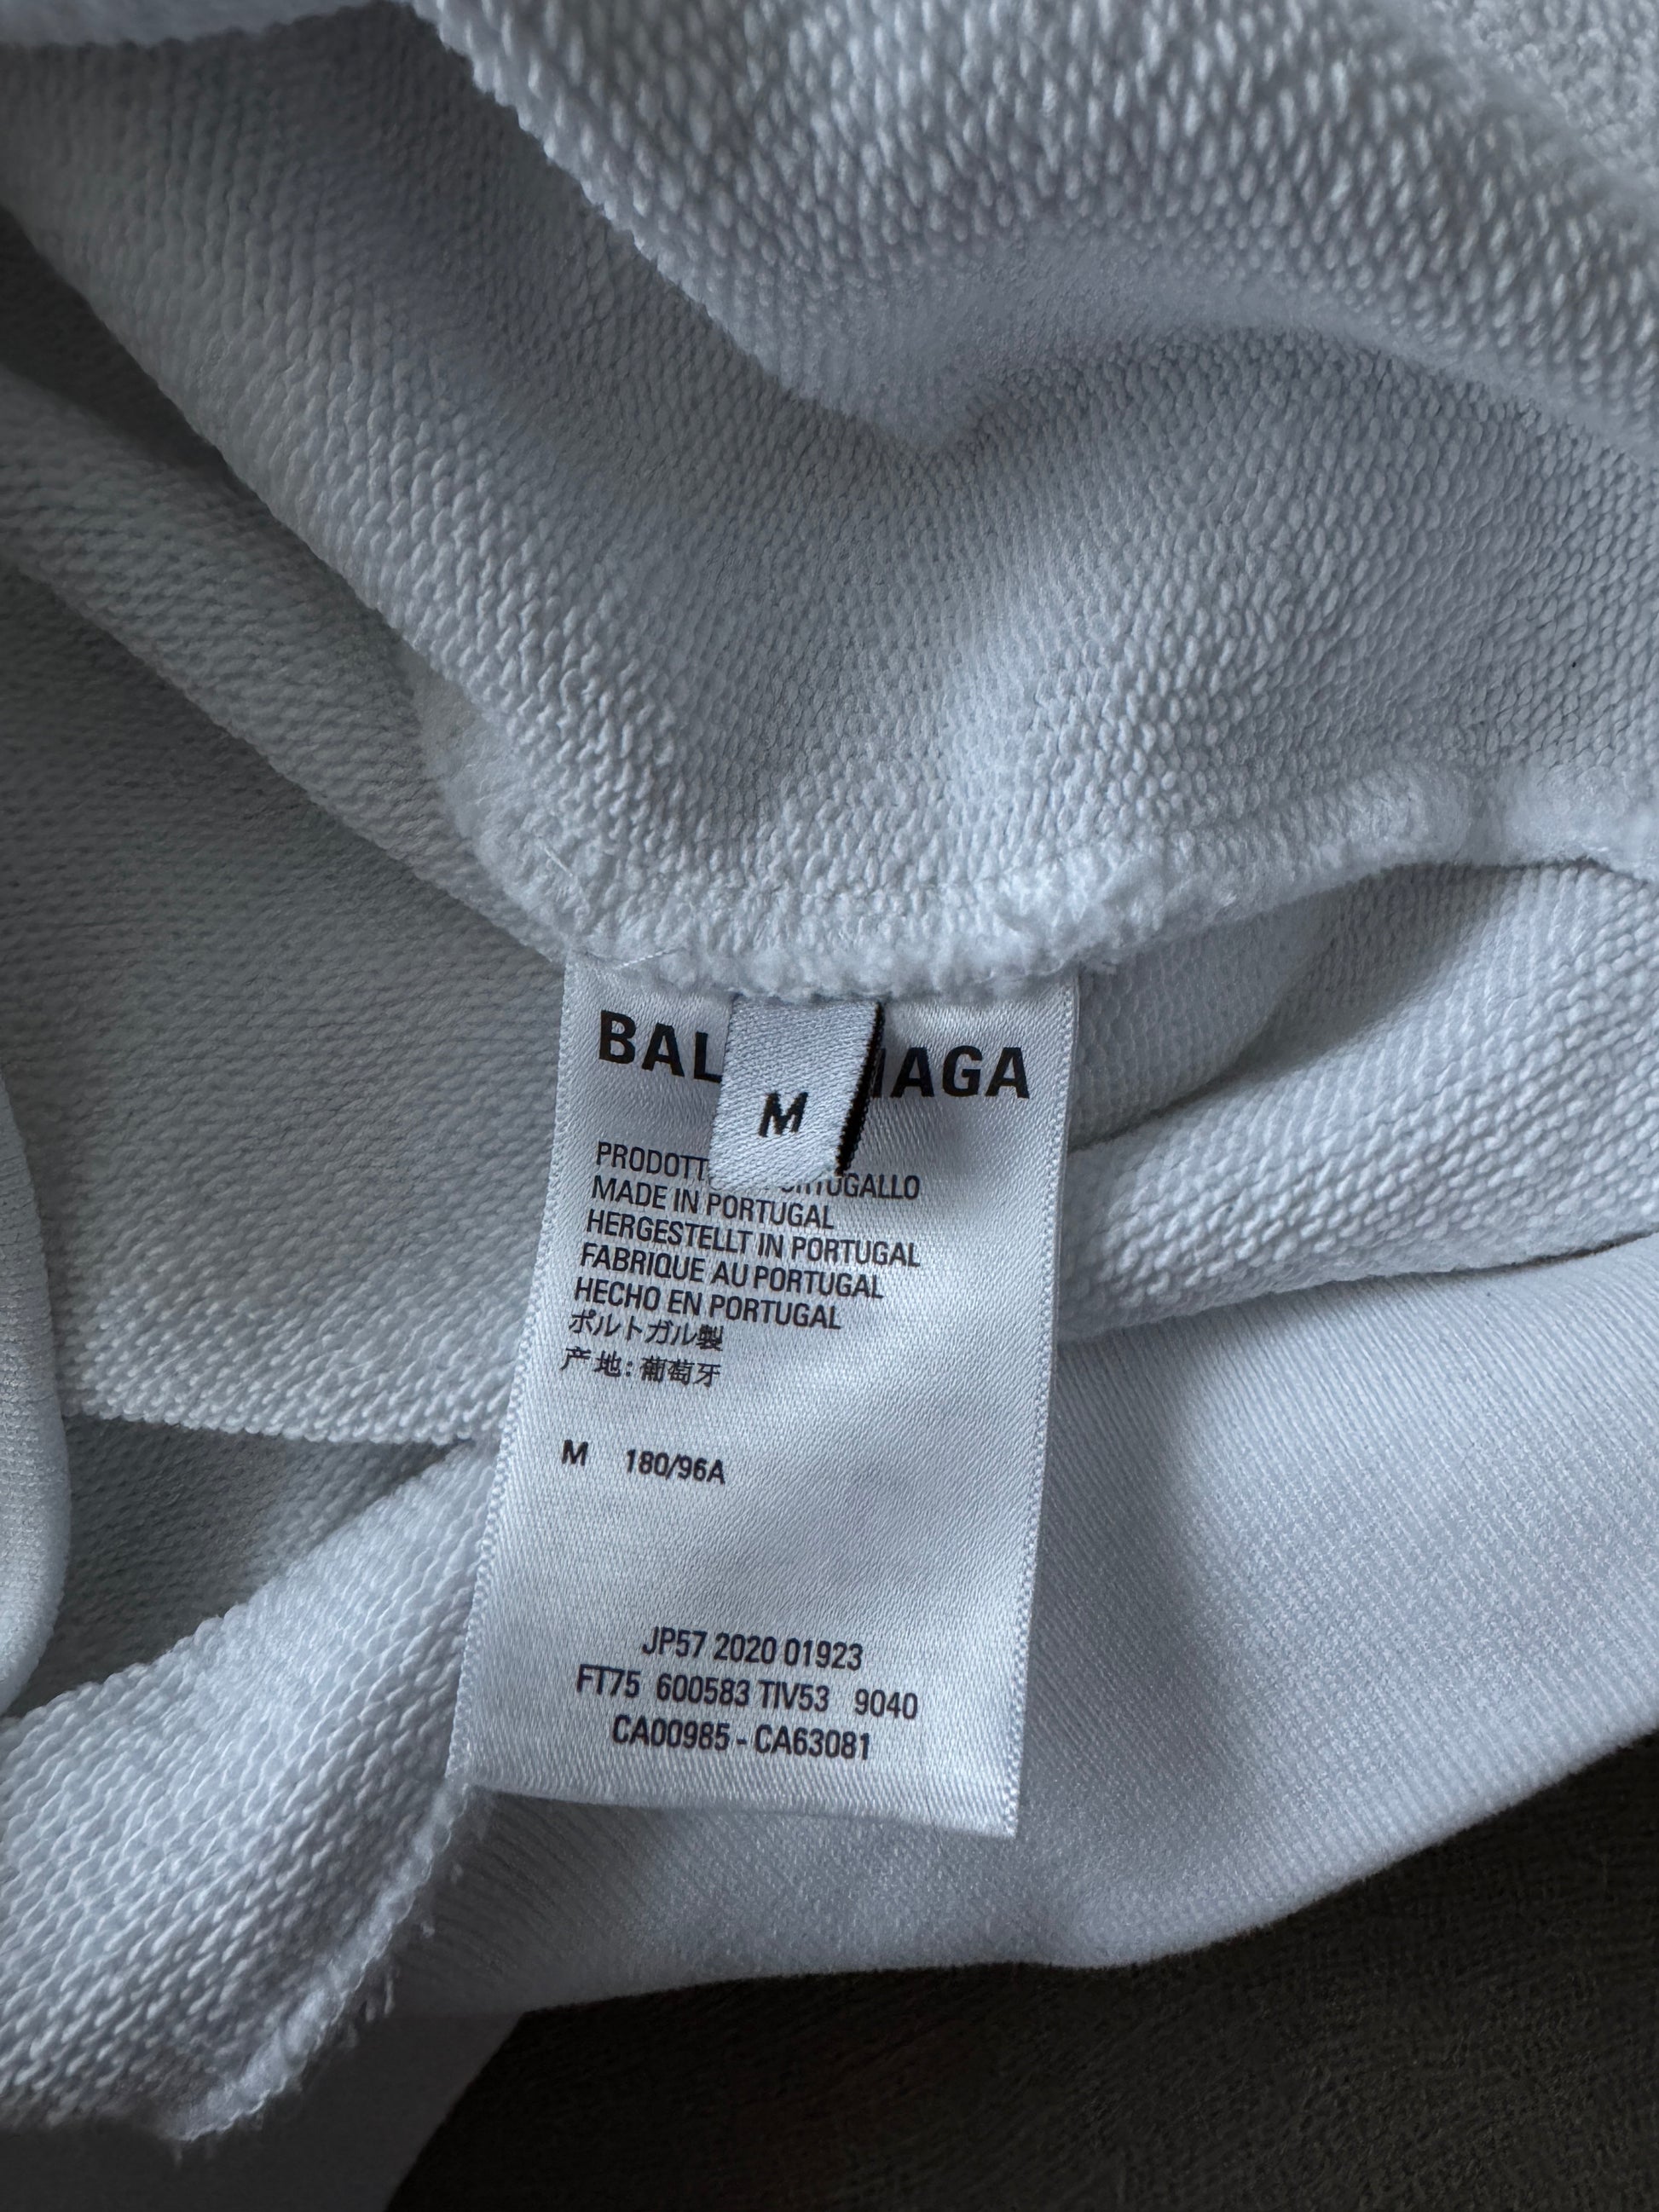 BAL NAGA
M
PRODOTT ORTUGALLO
MADE IN PORTUGAL
HERGESTELLT IN PORTUGAL
FABRIQUE AU PORTUGAL
HECHO EN PORTUGAL
ポルトガル製
产地: 葡萄牙
M 180/96A
JP57 2020 01923
FT75 600583 TIV53 9040
CA00985 - CA63081